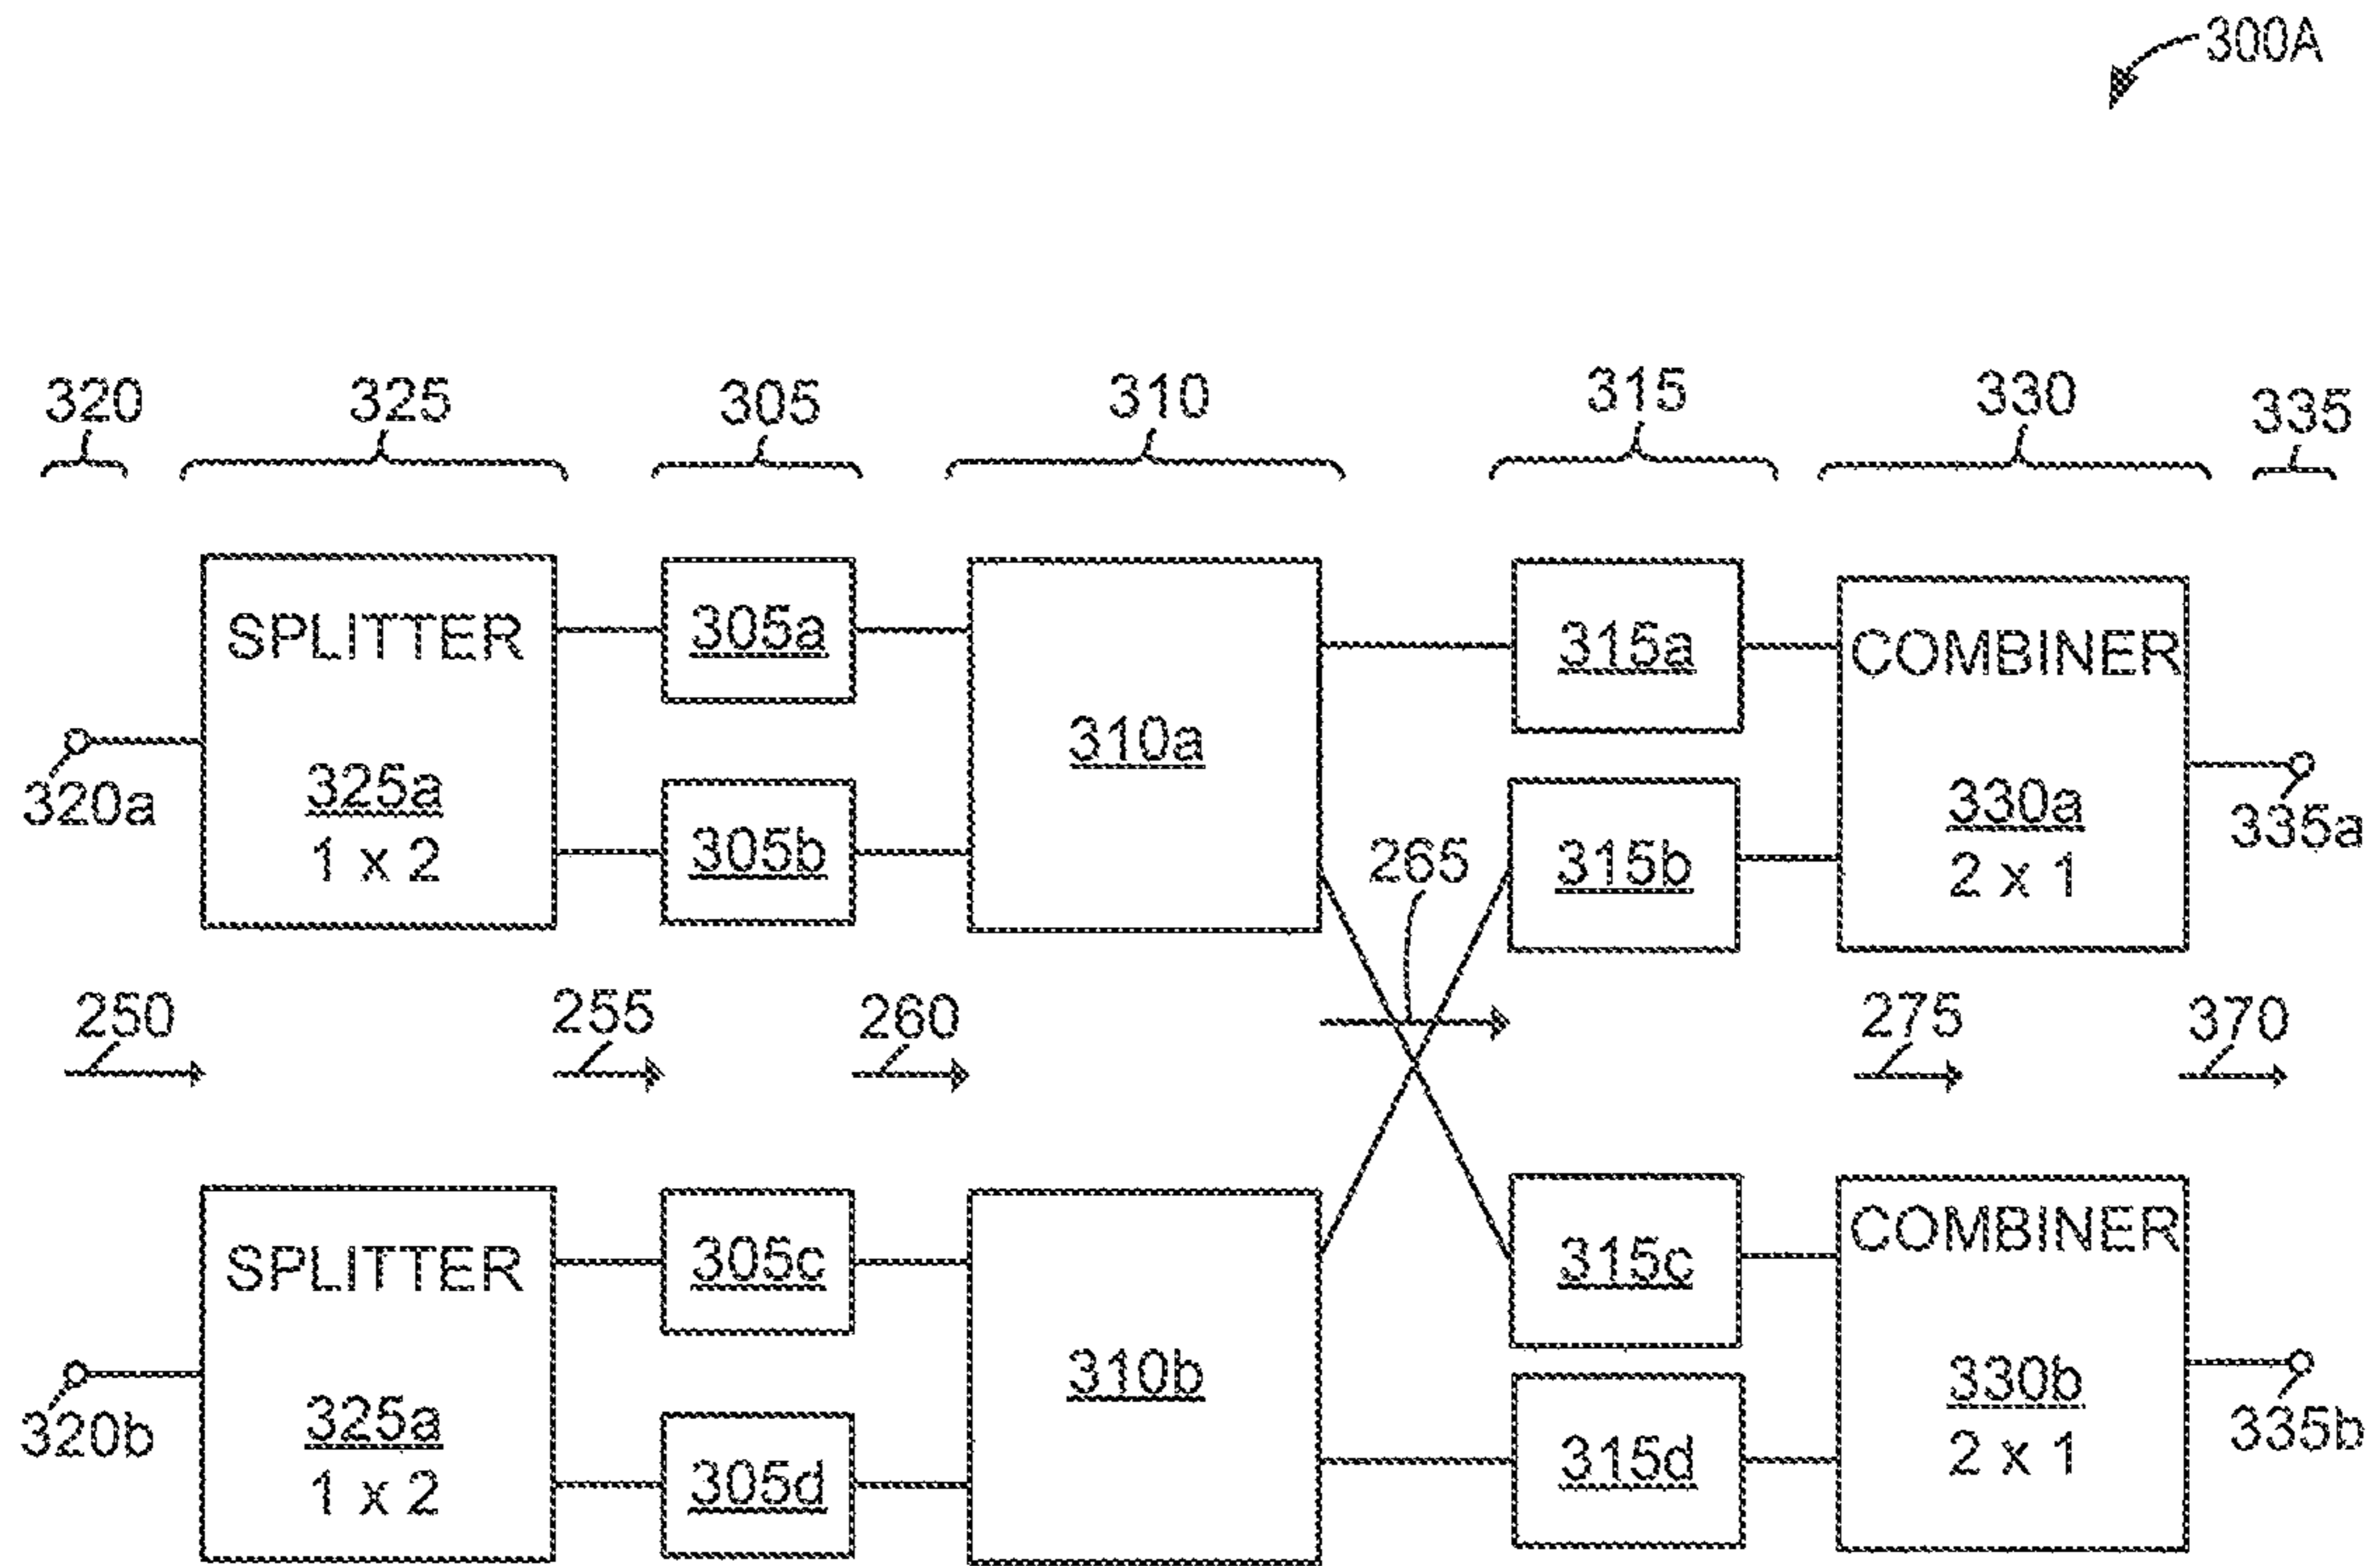 300A
320
325
305
310
315
330
335
SPLITTER
325a
1 x 2
305a
305b
310a
315a
315b
COMBINER
330a
2 x 1
320a
335a
265
250
255
260
275
370
SPLITTER
325a
1 x 2
305c
305d
310b
315c
315d
COMBINER
330b
2 x 1
320b
335b